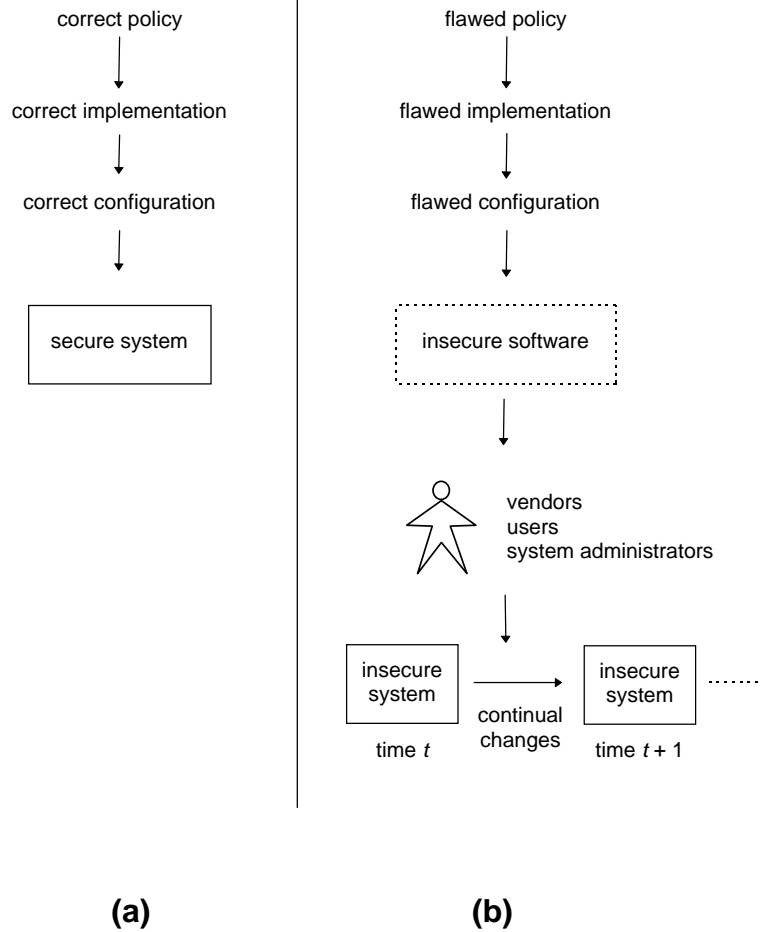 correct policy
correct implementation
correct configuration
secure system
(a)
flawed policy
flawed implementation
flawed configuration
insecure software
vendors
users
system administrators
insecure
system
time t
continual
changes
insecure
system
time t + 1
(b)